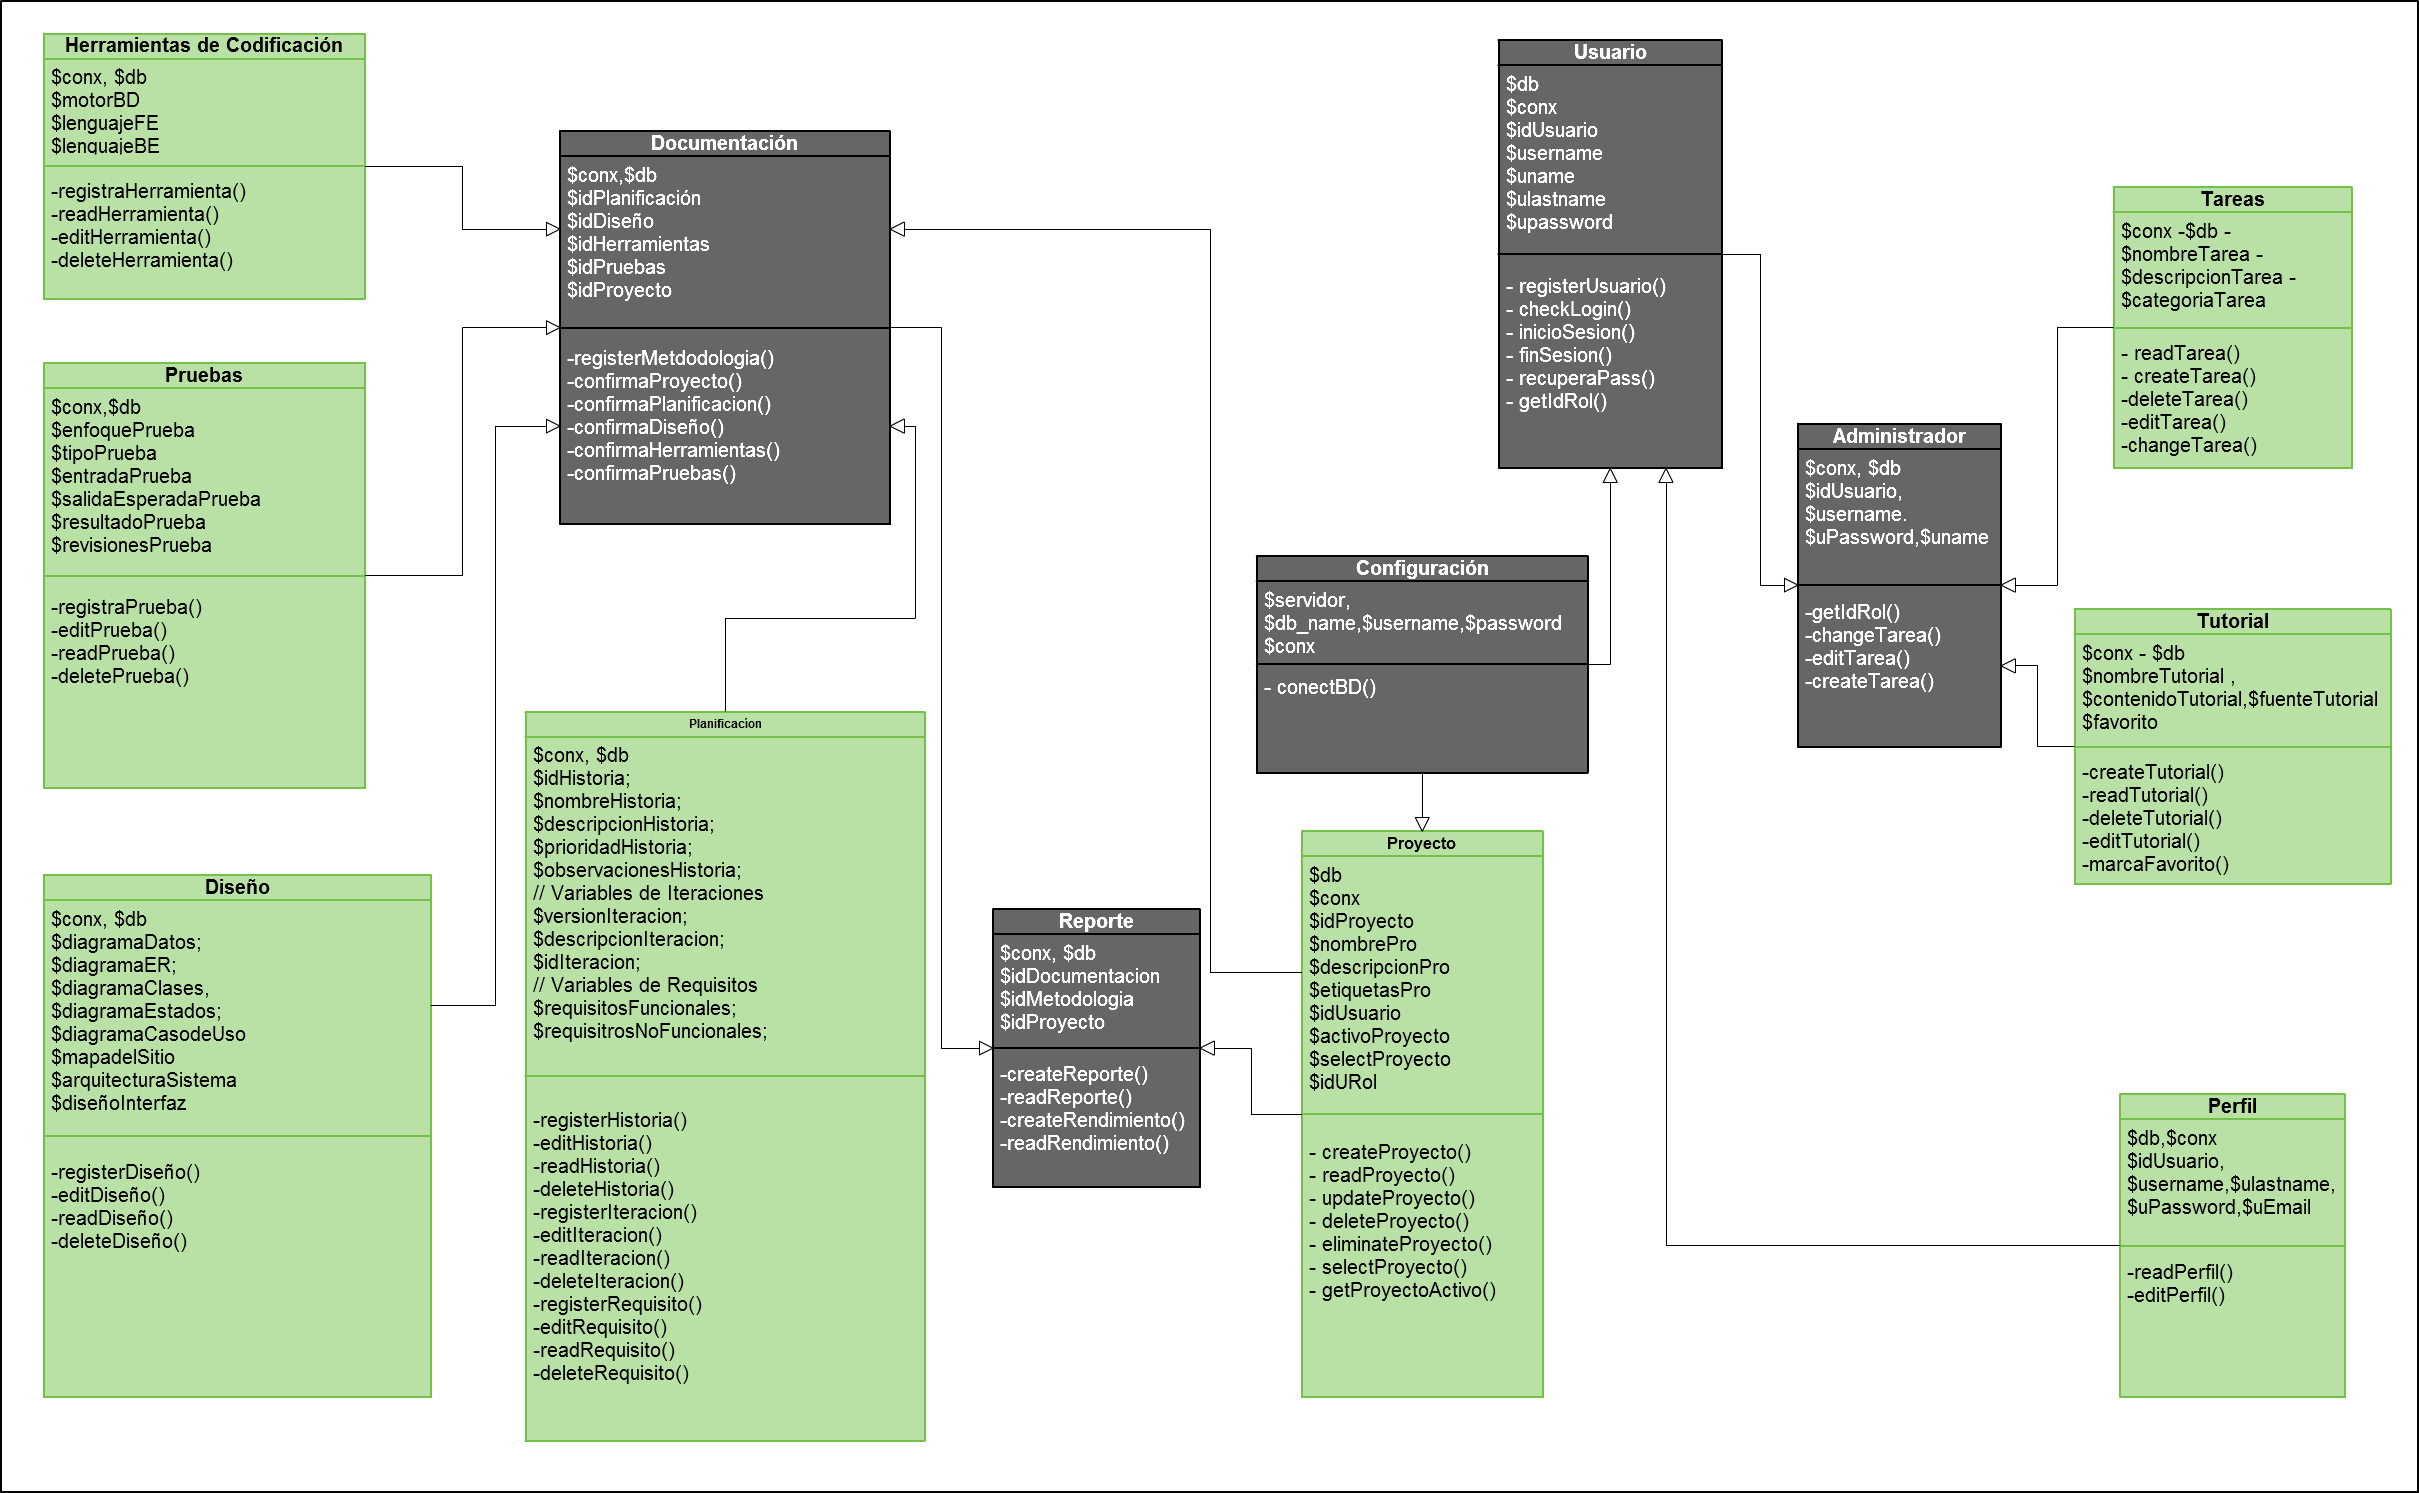 Herramientas de Codificación
$conx, $db
$motorBD
$lenguajeFE
$lenguajeBE
-registraHerramienta()
-readHerramienta()
-editHerramienta()
-deleteHerramienta()
Pruebas
$conx,$db
$enfoquePrueba
$tipoPrueba
$entradaPrueba
$salidaEsperadaPrueba
$resultadoPrueba
$revisionesPrueba
-registraPrueba()
-editPrueba()
-readPrueba()
-deletePrueba()
Diseño
$conx, $db
$diagramaDatos;
$diagramaER;
$diagramaClases,
$diagramaEstados;
$diagramaCasodeUso
$mapadelSitio
$arquitecturaSistema
$diseñoInterfaz
-registerDiseño()
-editDiseño()
-readDiseño()
-deleteDiseño()
Documentación
$conx,$db
$idPlanificación
$idDiseño
$idHerramientas
$idPruebas
$idProyecto
-registerMetdodologia()
-confirmaProyecto()
-confirmaPlanificacion()
-confirmaDiseño()
-confirmaHerramientas()
-confirmaPruebas()
Planificacíon
$conx, $db
$idHistoria;
$nombreHistoria;
$descripcionHistoria;
$prioridadHistoria;
$observacionesHistoria;
// Variables de Iteraciones
$versionIteracion;
$descripcionIteracion;
$idIteracion;
// Variables de Requisitos
$requisitosFuncionales;
$requisitrosNoFuncionales;
-registerHistoria()
-editHistoria()
-readHistoria()
-deleteHistoria()
-registerIteracion()
-editIteracion()
-readIteracion()
-deleteIteracion()
-registerRequisito()
-editRequisito()
-readRequisito()
-deleteRequisito()
Reporte
$conx, $db
$idDocumentacion
$idMetodologia
$idProyecto
-createReporte()
-readReporte()
-createRendimiento()
-readRendimiento()
Usuario
$db
$conx
$idUsuario
$username
$uname
$ulastname
$upassword
- registerUsuario()
- checkLogin()
- inicioSesion()
- finSesion()
- recuperaPass()
- getIdRol()
Configuración
$servidor,
$db_name,$username,$password
$conx
- conectBD()
Proyecto
$db
$conx
$idProyecto
$nombrePro
$descripcionPro
$etiquetasPro
$idUsuario
$activoProyecto
$selectProyecto
$idURol
- createProyecto()
- readProyecto()
- updateProyecto()
- deleteProyecto()
- eliminateProyecto()
- selectProyecto()
- getProyectoActivo()
Administrador
$conx, $db
$idUsuario,
$username.
$uPassword,$uname
-getIdRol()
-changeTarea()
-editTarea()
-createTarea()
Tareas
$conx -$db -
$nombreTarea -
$descripcionTarea -
$categoriaTarea
- readTarea()
- createTarea()
-deleteTarea()
-editTarea()
-changeTarea()
Tutorial
$conx - $db
$nombreTutorial ,
$contenidoTutorial,$fuenteTutorial
$favorito
-createTutorial()
-readTutorial()
-deleteTutorial()
-editTutorial()
-marcaFavorito()
Perfil
$db,$conx
$idUsuario,
$username,$ulastname,
$uPassword,$uEmail
-readPerfil()
-editPerfil()